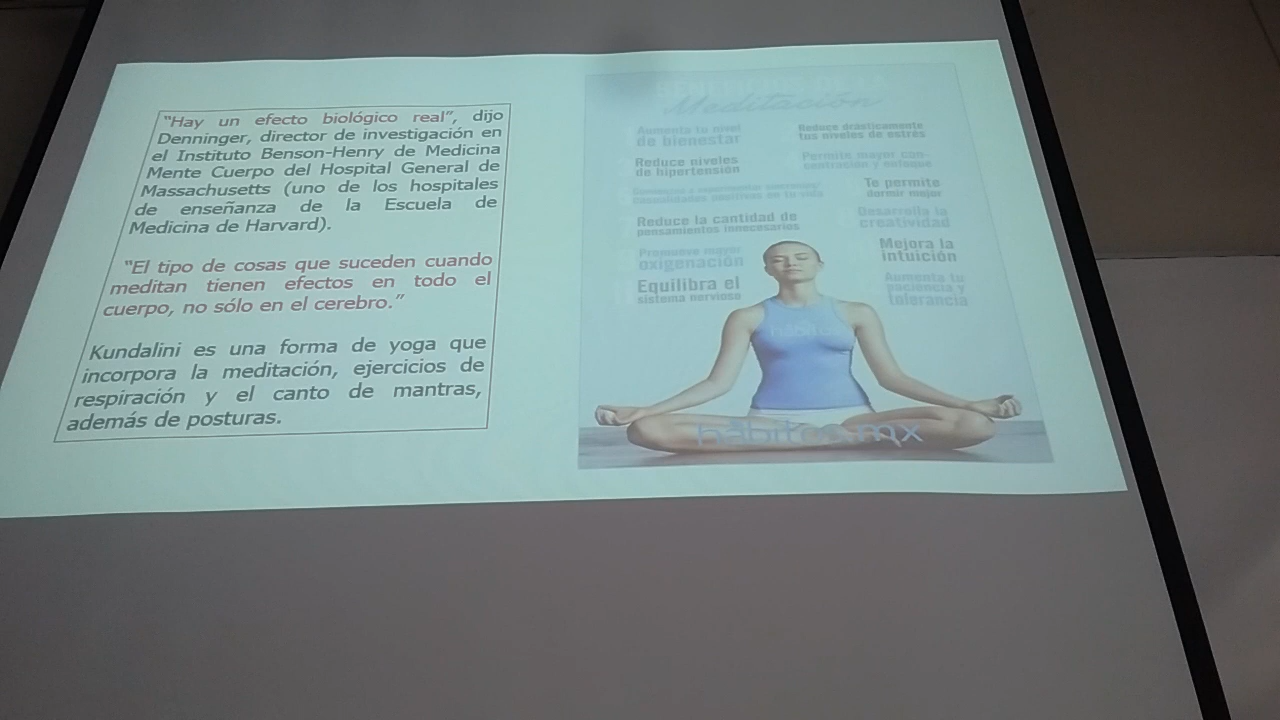 "Hay un efecto biológico real", dijo
Denninger, director de investigación en
el Instituto Benson-Henry de Medicina
Mente Cuerpo del Hospital General de
Massachusetts (uno de los hospitales
de enseñanza de la Escuela de
Medicina de Harvard).
"El tipo de cosas que suceden cuando
meditan tienen efectos en todo el
cuerpo, no sólo en el cerebro."
Kundalini es una forma de yoga que
incorpora la meditación, ejercicios de
respiración y el canto de mantras,
además de posturas.
Meditación
Aumenta tu nivel
de bienestar
Reduce niveles
de hipertensión
Reduce la cantidad de
pensamientos innecesarios
Promueve mayor
oxigenación
Equilibra el
sistema nervioso
Reduce drásticamente
tus niveles de estrés
Permite mayor con-
centración y enfoque
Te permite
dormir mejor
Desarrolla la
creatividad
Mejora la
intuición
Aumenta tu
paciencia y
tolerancia
hábitos.mx